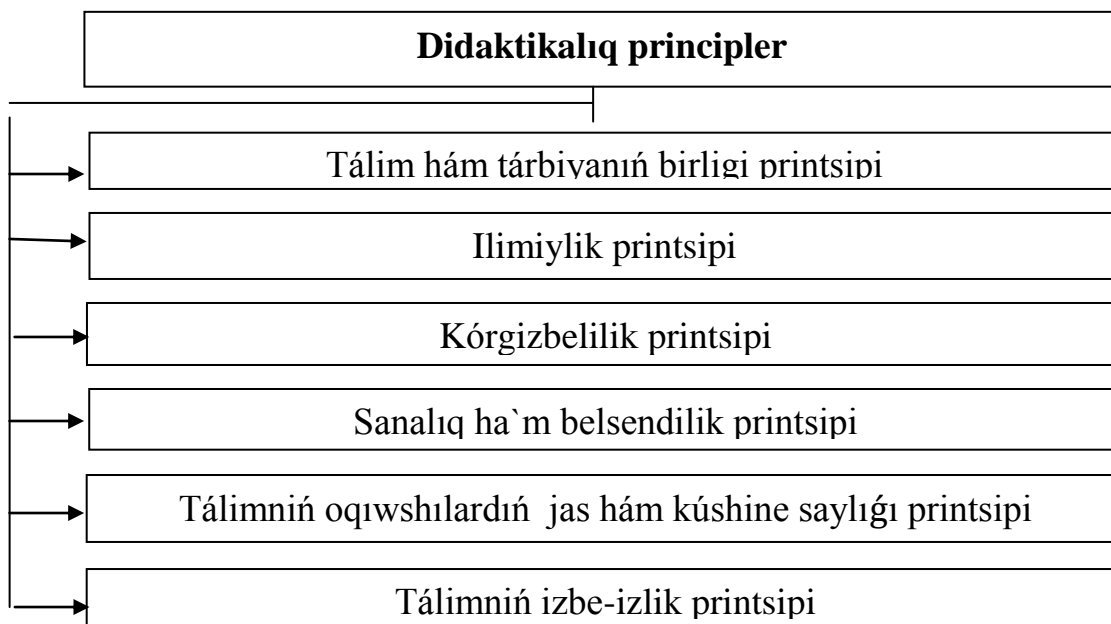 Didaktikalıq principler
Tálim hám tárbiyanıń birligi printsipi
Ilimiylik printsipi
Kórgizbelilik printsipi
Sanalıq ha`m belsendilik printsipi
Tálimniń oqıwshılardıń jas hám kúshine saylıǵı printsipi
Tálimniń izbe-izlik printsipi